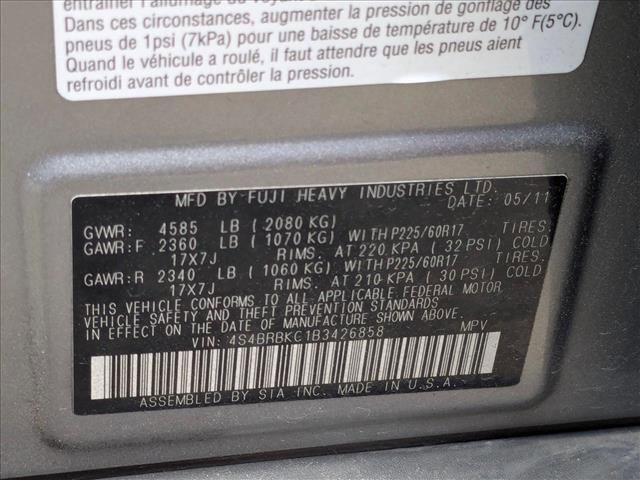 entraîner l'allumage du voyant
Dans ces circonstances, augmenter la pression de gonflage des
pneus de 1psi (7kPa) pour une baisse de température de 10° F(5°C).
Quand le véhicule a roulé, il faut attendre que les pneus aient
refroidi avant de contrôler la pression.
MFD BY FUJI HEAVY INDUSTRIES LTD.
DATE: 05/11
GVWR: 4585 LB ( 2080 KG)
GAWR:F 2360 LB ( 1070 KG) WITH P225/60R17 TIRES.
17X7J RIMS. AT 220 KPA ( 32 PSI) COLD
GAWR:R 2340 LB ( 1060 KG) WITH P225/60R17 TIRES.
17X7J RIMS. AT 210 KPA ( 30 PSI) COLD
THIS VEHICLE CONFORMS TO ALL APPLICABLE FEDERAL MOTOR
VEHICLE SAFETY AND THEFT PREVENTION STANDARDS
IN EFFECT ON THE DATE OF MANUFACTURE SHOWN ABOVE.
VIN: 4S4BRBKC1B3426858 MPV
ASSEMBLED BY SIA INC. MADE IN U.S.A.